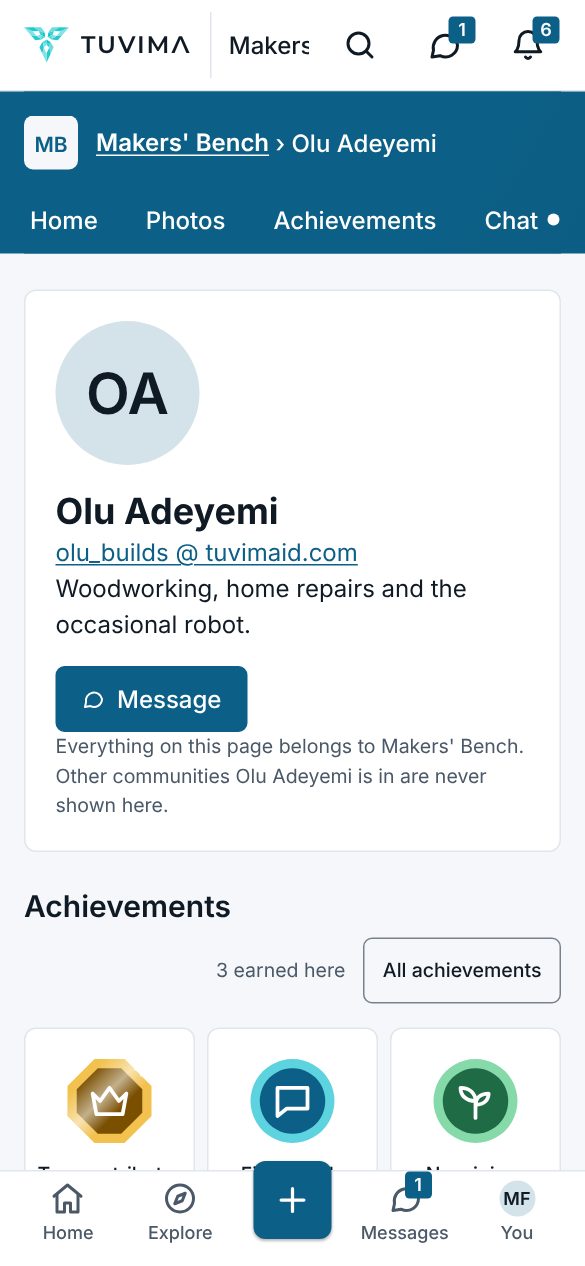 TUVIMA
Makers
1
6
MB
Makers' Bench › Olu Adeyemi
Home
Photos
Achievements
Chat
OA
Olu Adeyemi
olu_builds @ tuvimaid.com
Woodworking, home repairs and the
occasional robot.
Message
Everything on this page belongs to Makers' Bench.
Other communities Olu Adeyemi is in are never
shown here.
Achievements
3 earned here
All achievements
Home
Explore
1
Messages
MF
You